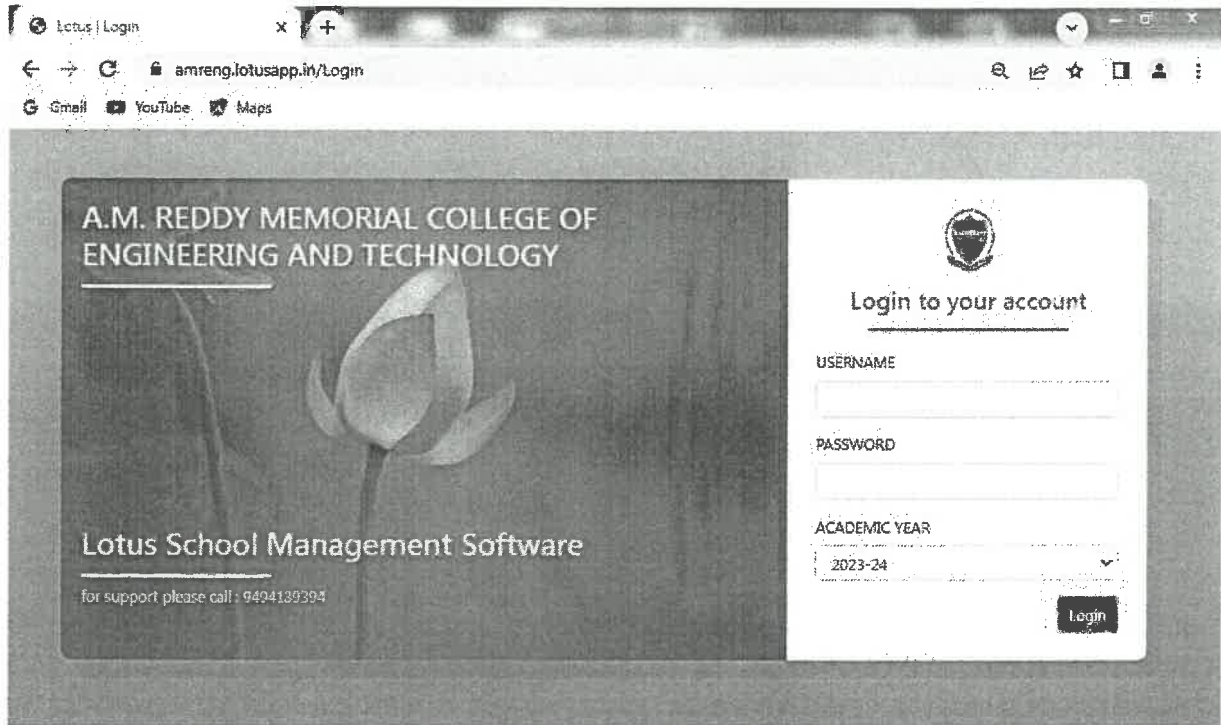 Lotus | Login
amreng.lotusapp.in/Login
Gmail YouTube Maps
A.M. REDDY MEMORIAL COLLEGE OF
ENGINEERING AND TECHNOLOGY
Lotus School Management Software
for support please call : 9494139394
Login to your account
USERNAME
PASSWORD
ACADEMIC YEAR
2023-24
Login